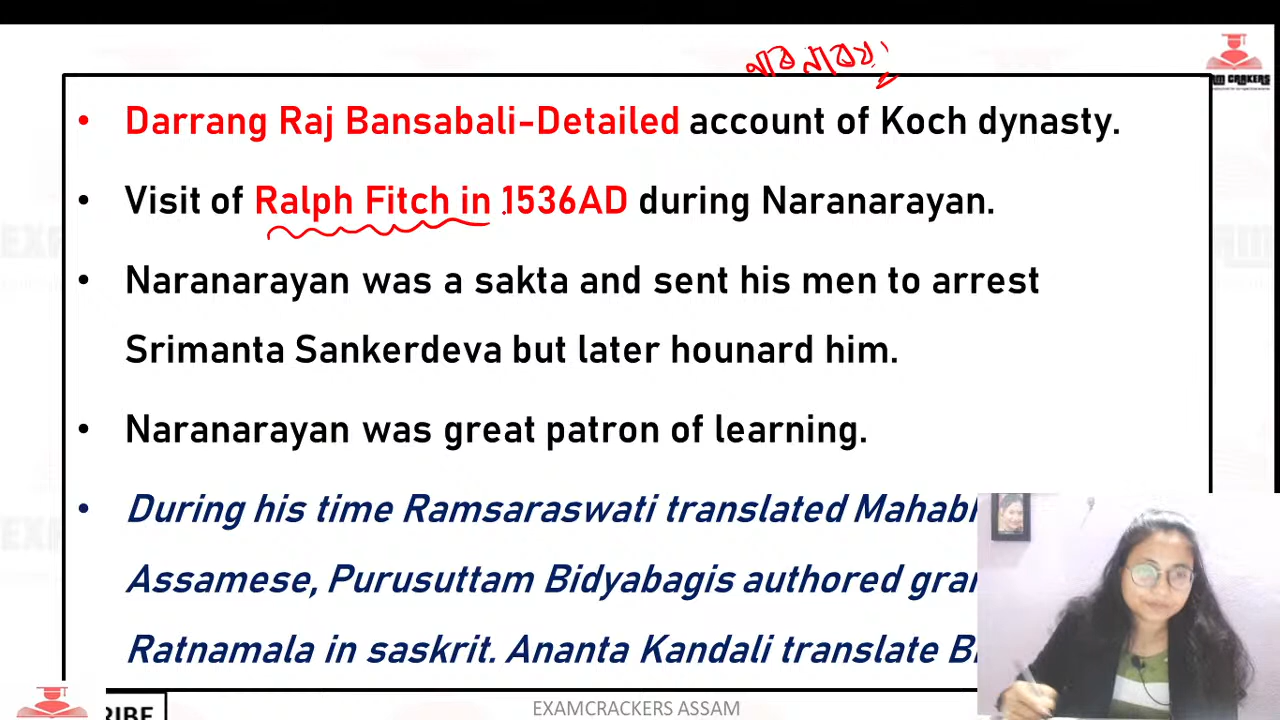 নৰ নাৰায়
Darrang Raj Bansabali-Detailed account of Koch dynasty.
Visit of Ralph Fitch in 1536AD during Naranarayan.
Naranarayan was a sakta and sent his men to arrest
Srimanta Sankerdeva but later hounard him.
Naranarayan was great patron of learning.
During his time Ramsaraswati translated
Assamese, Purusuttam Bidyabagis authored
Ratnamala in saskrit. Ananta Kandali translate
EXAMCRACKERS ASSAM